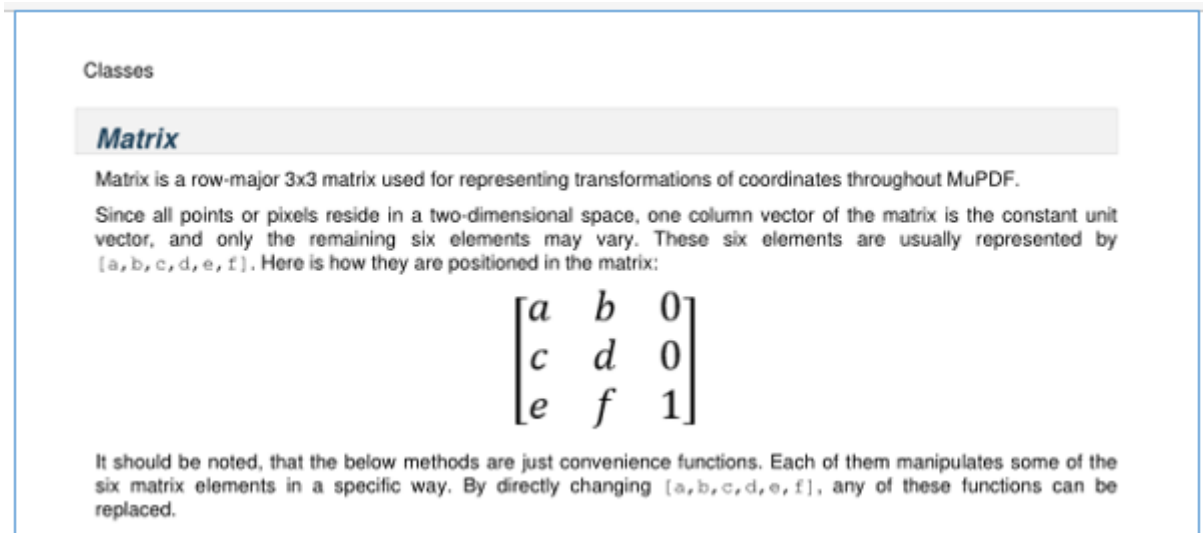 Classes
Matrix
Matrix is a row-major 3x3 matrix used for representing transformations of coordinates throughout MuPDF.
Since all points or pixels reside in a two-dimensional space, one column vector of the matrix is the constant unit
vector, and only the remaining six elements may vary. These six elements are usually represented by
[a,b,c,d,e,f]. Here is how they are positioned in the matrix:
a b 0
c d 0
e f 1
It should be noted, that the below methods are just convenience functions. Each of them manipulates some of the
six matrix elements in a specific way. By directly changing [a,b,c,d,e,f], any of these functions can be
replaced.